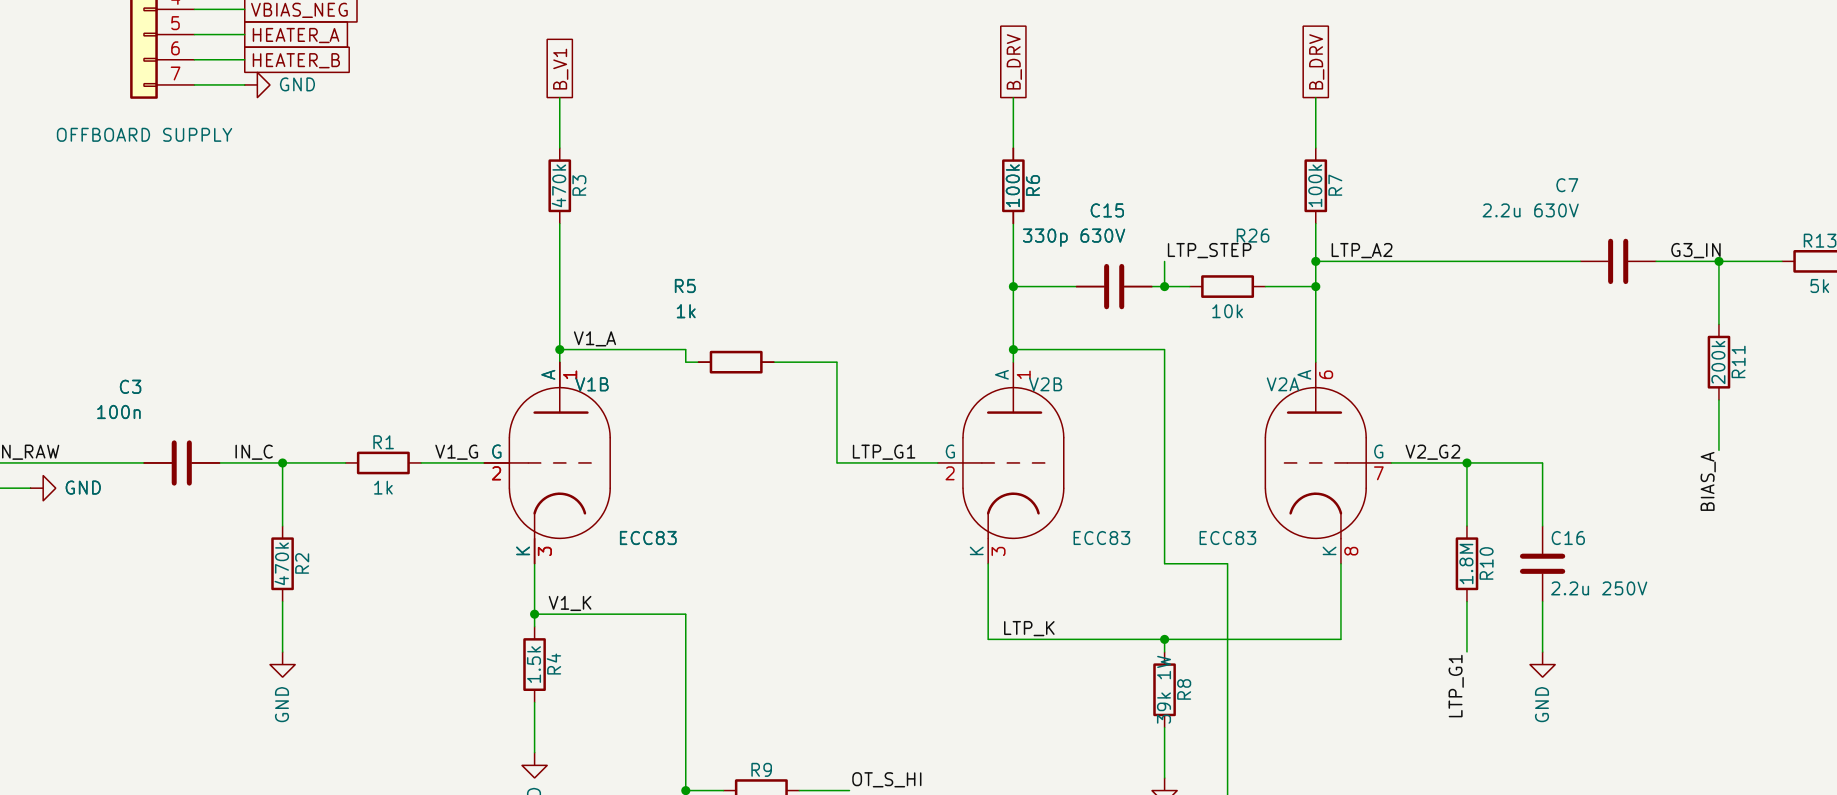 VBIAS_NEG
5
HEATER_A
6
HEATER_B
7
GND
OFFBOARD SUPPLY
B_V1
B_DRV
B_DRV
470k
R3
100k
R6
100k
R7
C15
330p 630V
LTP_STEP
R26
10k
LTP_A2
C7
2.2u 630V
G3_IN
R13
5k
200k
R11
BIAS_A
R5
1k
V1_A
C3
100n
N_RAW
GND
IN_C
R1
1k
V1_G
470k
R2
GND
A
1
V1B
G
2
K
3
ECC83
V1_K
1.5k
R4
R9
OT_S_HI
LTP_G1
A
1
V2B
G
2
K
3
ECC83
LTP_K
39k 1W
R8
V2A
A
6
G
7
K
8
ECC83
V2_G2
1.8M
R10
LTP_G1
C16
2.2u 250V
GND